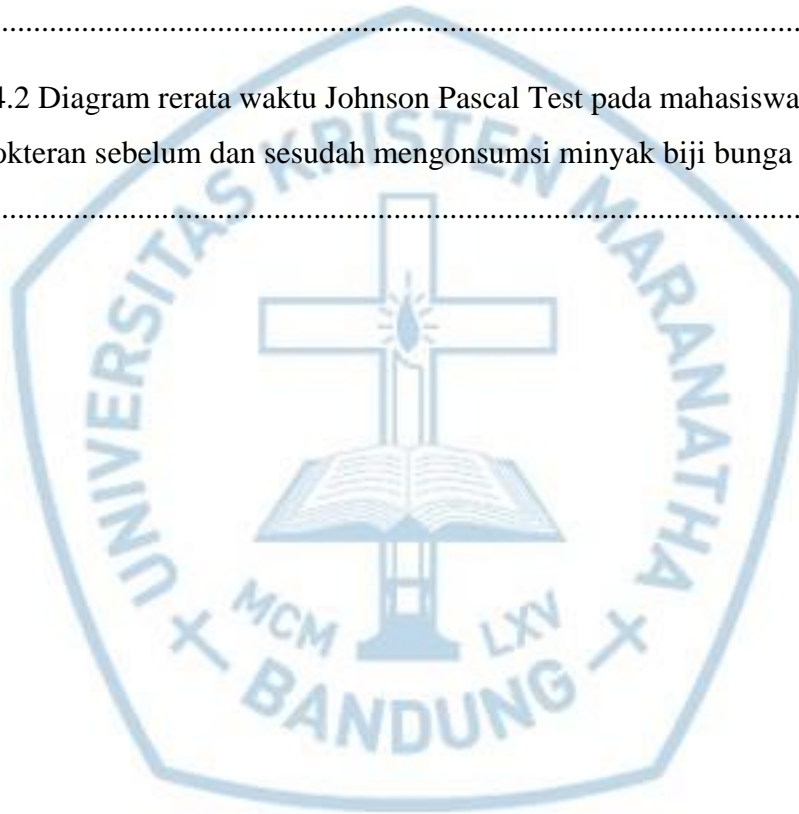 ................................................................................................................
4.2 Diagram rerata waktu Johnson Pascal Test pada mahasiswa
okteran sebelum dan sesudah mengonsumsi minyak biji bunga
................................................................................................................
UNIVERSITAS KRISTEN MARANATHA
MCM LXV
BANDUNG